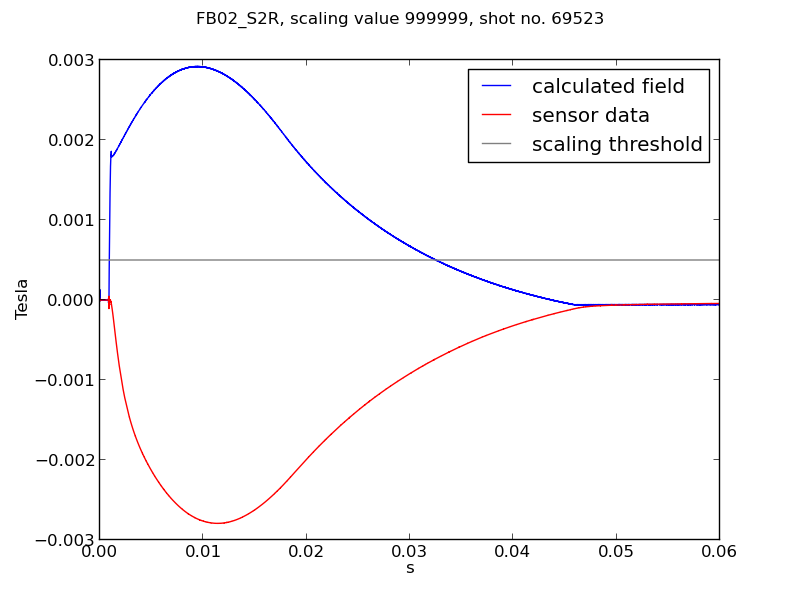 FB02_S2R, scaling value 999999, shot no. 69523
calculated field
sensor data
scaling threshold
Tesla
0.003
0.002
0.001
0.000
−0.001
−0.002
−0.003
0.00 0.01 0.02 0.03 0.04 0.05 0.06
s